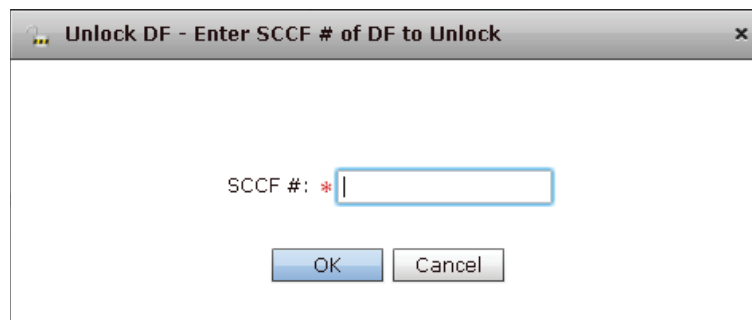 Unlock DF - Enter SCCF # of DF to Unlock
SCCF #: *
OK Cancel